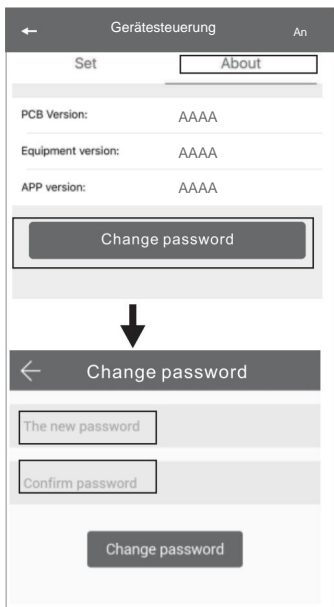 Gerätesteuerung An
Set About
PCB Version: AAAA
Equipment version: AAAA
APP version: AAAA
Change password
Change password
The new password
Confirm password
Change password